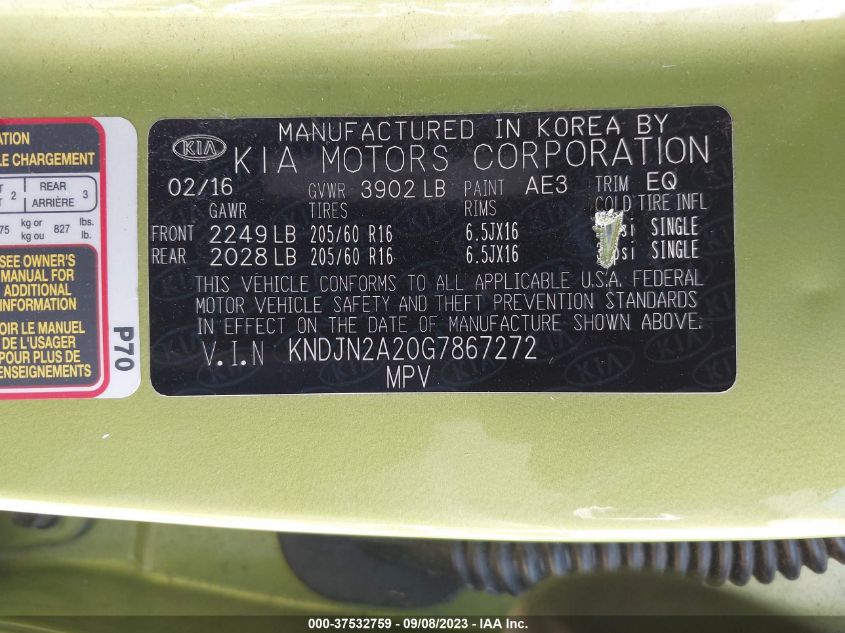 ATION
LE CHARGEMENT
T 2 REAR ARRIÈRE 3
75 kg or kg ou 827 lbs. lb.
SEE OWNER'S
MANUAL FOR
ADDITIONAL
INFORMATION
OIR LE MANUEL
DE L'USAGER
POUR PLUS DE
ENSEIGNEMENTS
P70
KIA
MANUFACTURED IN KOREA BY
KIA MOTORS CORPORATION
02/16 GVWR 3902 LB PAINT AE3 TRIM EQ
GAWR TIRES RIMS COLD TIRE INFL
FRONT 2249 LB 205/60 R16 6.5JX16 SINGLE
REAR 2028 LB 205/60 R16 6.5JX16 psi SINGLE
THIS VEHICLE CONFORMS TO ALL APPLICABLE U.S.A. FEDERAL
MOTOR VEHICLE SAFETY AND THEFT PREVENTION STANDARDS
IN EFFECT ON THE DATE OF MANUFACTURE SHOWN ABOVE.
V.I.N KNDJN2A20G7867272
MPV
000-37532759 - 09/08/2023 - IAA Inc.